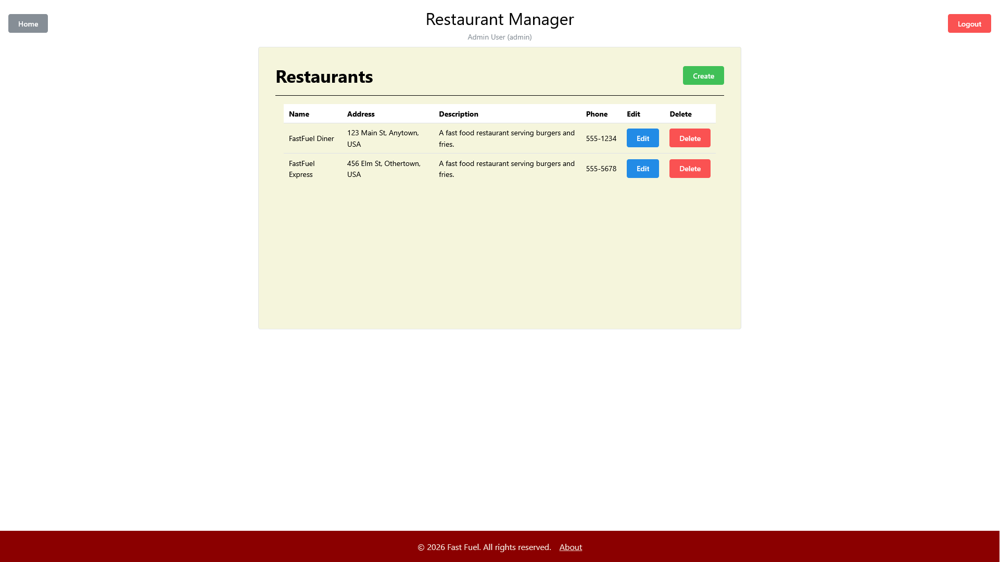 Home
Restaurant Manager
Admin User (admin)
Logout
Restaurants
Create
Name Address Description Phone Edit Delete
FastFuel Diner
123 Main St, Anytown,
USA
A fast food restaurant serving burgers and
fries.
555-1234
Edit
Delete
FastFuel
Express
456 Elm St, Othertown,
USA
A fast food restaurant serving burgers and
fries.
555-5678
Edit
Delete
© 2026 Fast Fuel. All rights reserved. About